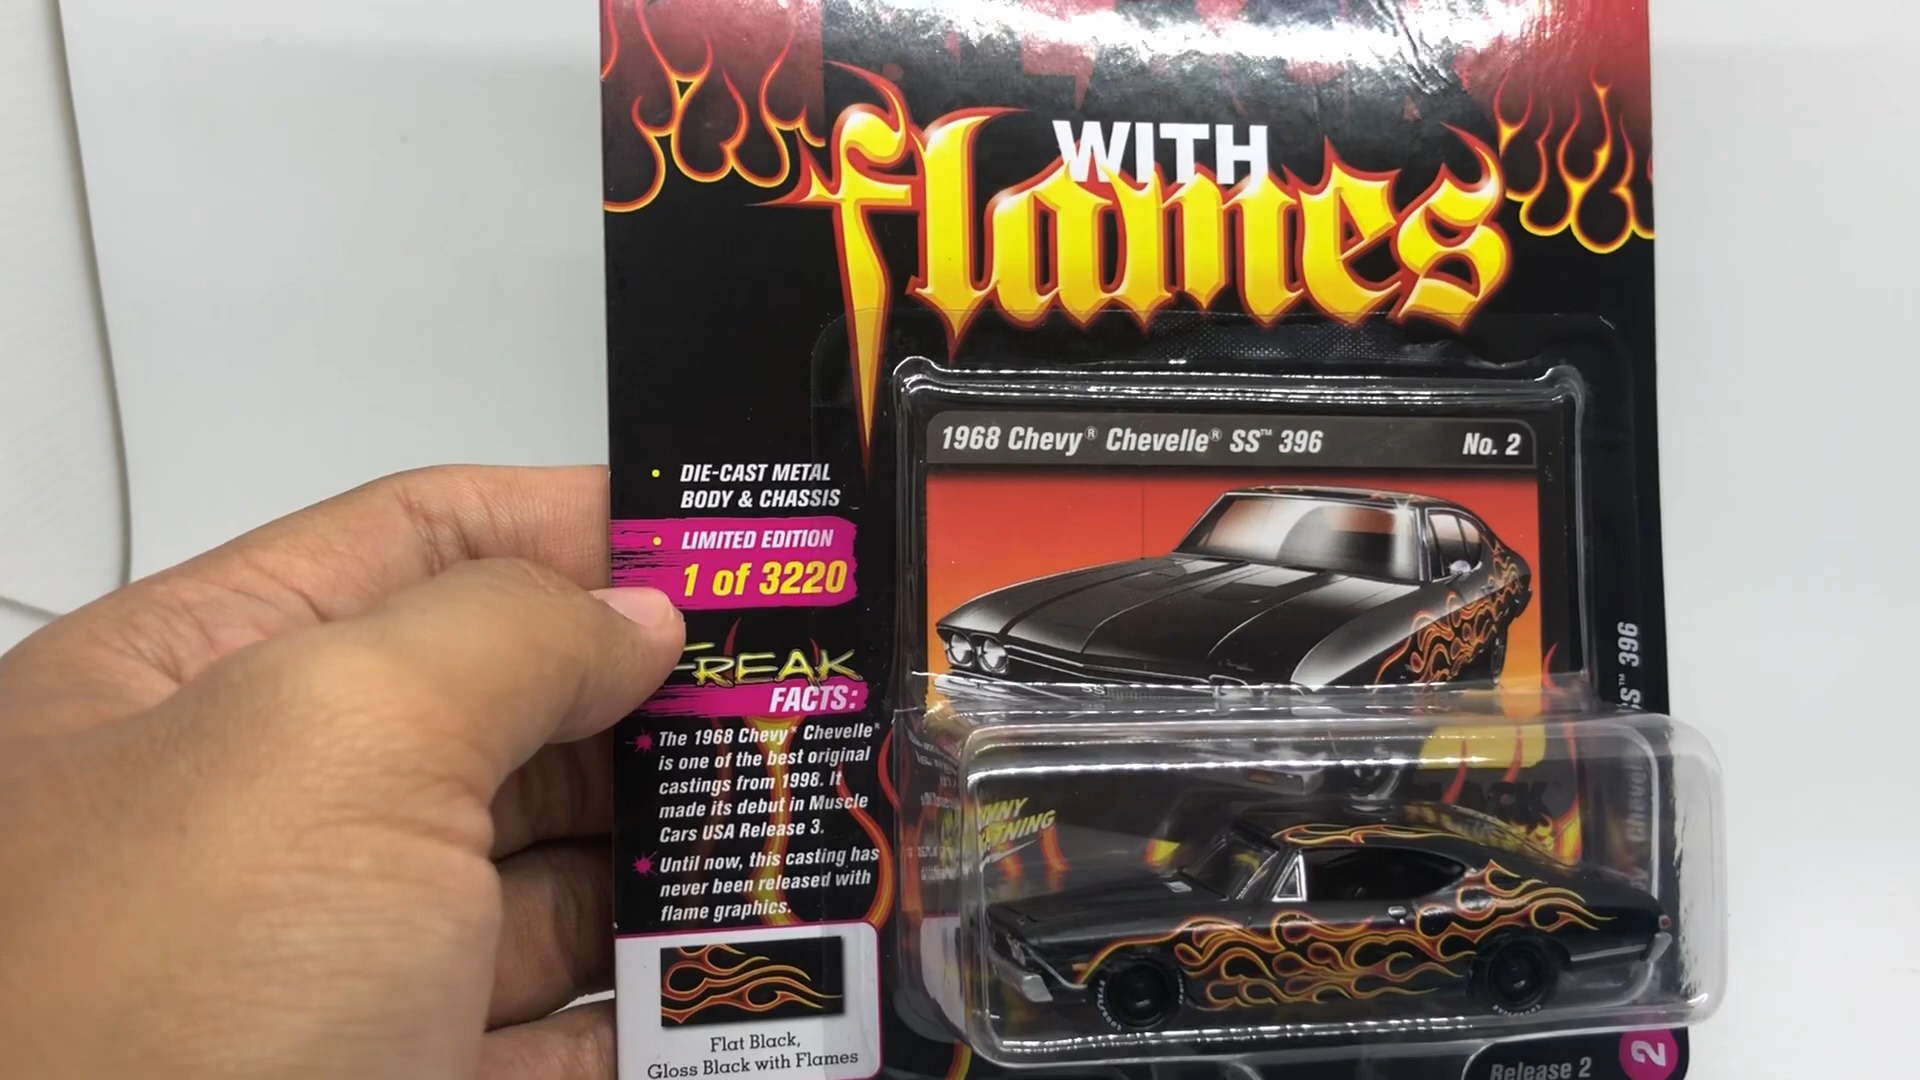 WITH
flames
1968 Chevy® Chevelle® SS™ 396
No. 2
• DIE-CAST METAL
BODY & CHASSIS
• LIMITED EDITION
1 of 3220
FREAK
FACTS:
The 1968 Chevy® Chevelle®
is one of the best original
castings from 1998. It
made its debut in Muscle
Cars USA Release 3.
Until now, this casting has
never been released with
flame graphics.
Flat Black,
Gloss Black with Flames
SS™ 396
Release 2
2